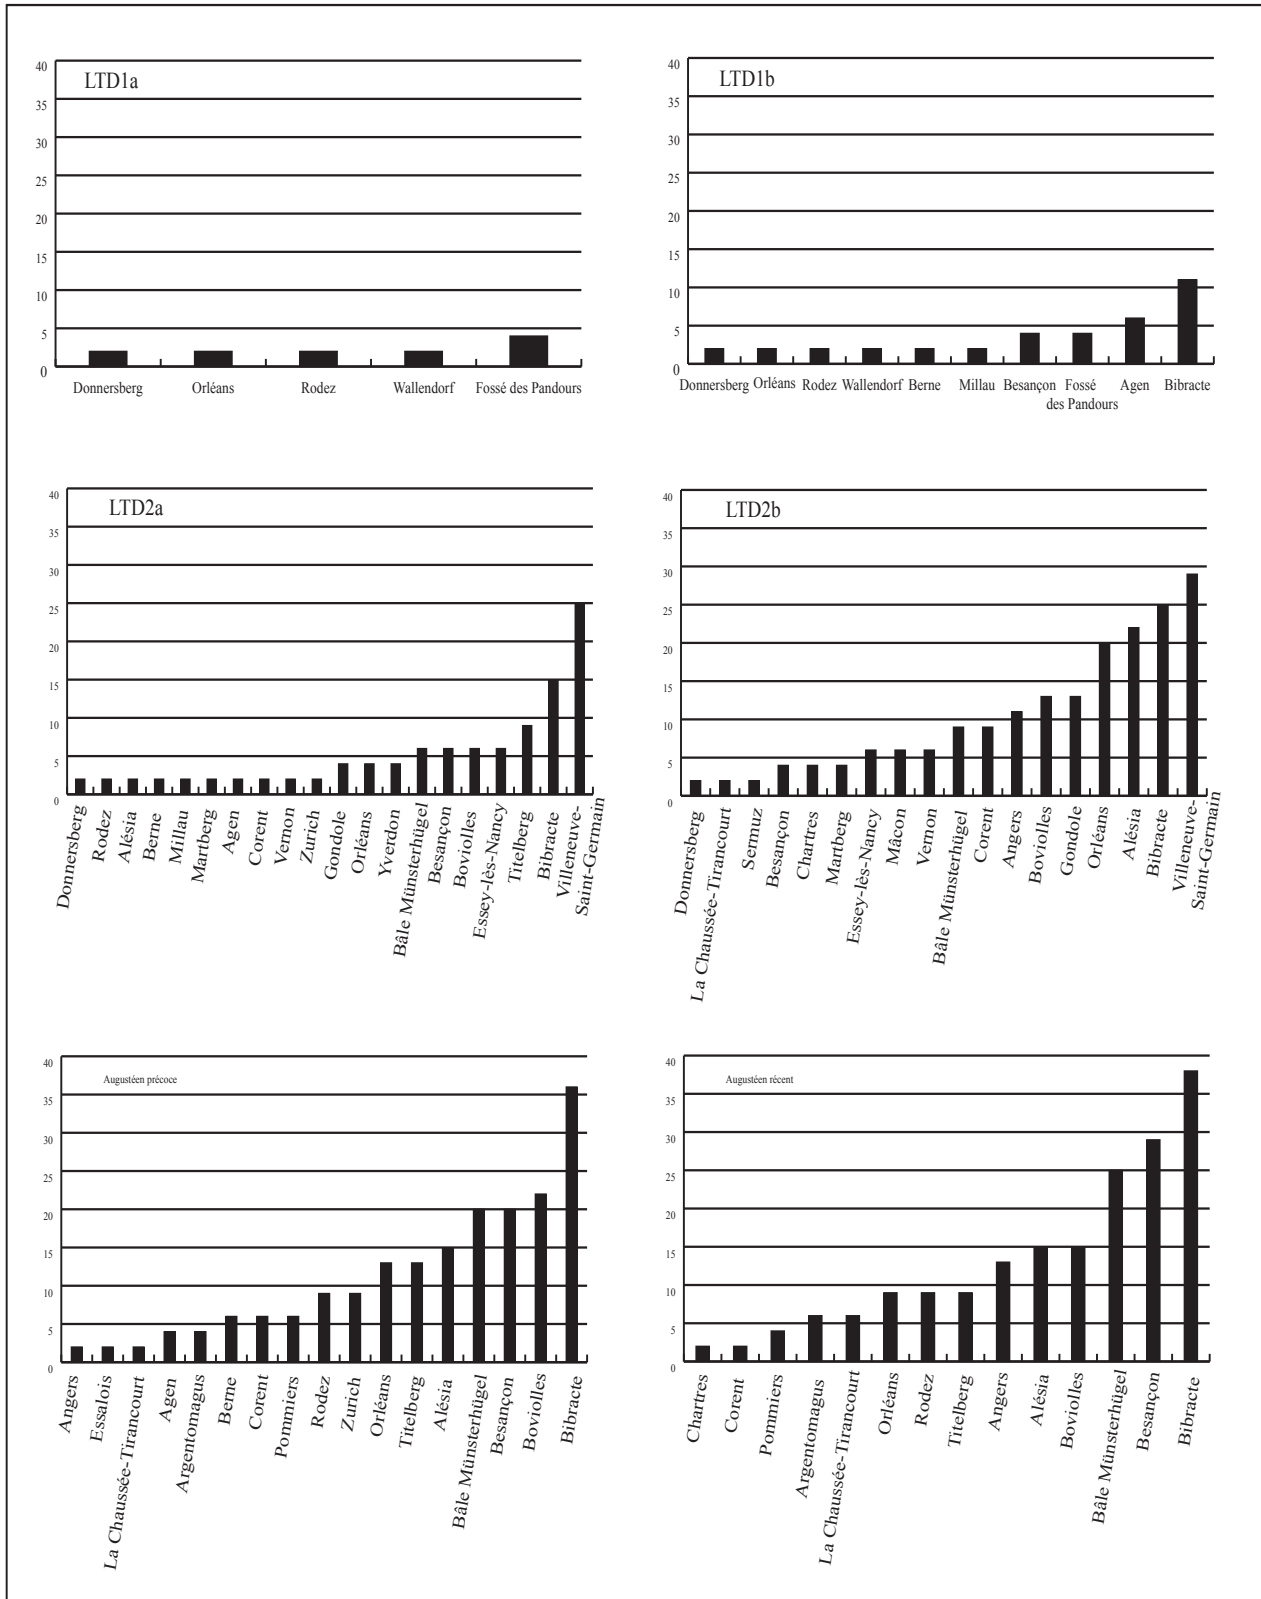 LTD1a
40
35
30
25
20
15
10
5
0
Donnersberg Orléans Rodez Wallendorf Fossé des Pandours
LTD1b
40
35
30
25
20
15
10
5
0
Donnersberg Orléans Rodez Wallendorf Berne Millau Besançon Fossé des Pandours Agen Bibracte
LTD2a
40
35
30
25
20
15
10
5
0
Donnersberg
Rodez
Alésia
Berne
Millau
Martberg
Agen
Corent
Vernon
Zurich
Gondole
Orléans
Yverdon
Bâle Münsterhügel
Besançon
Boviolles
Essey-lès-Nancy
Titelberg
Bibracte
Villeneuve-
Saint-Germain
LTD2b
40
35
30
25
20
15
10
5
0
Donnersberg
La Chaussée-Tirancourt
Sermuz
Besançon
Chartres
Martberg
Essey-lès-Nancy
Mâcon
Vernon
Bâle Münsterhügel
Corent
Angers
Boviolles
Gondole
Orléans
Alésia
Bibracte
Villeneuve-
Saint-Germain
Augustéen précoce
40
35
30
25
20
15
10
5
0
Angers
Essalois
La Chaussée-Tirancourt
Agen
Argentomagus
Berne
Corent
Pommiers
Rodez
Zurich
Orléans
Titelberg
Alésia
Bâle Münsterhügel
Besançon
Boviolles
Bibracte
Augustéen récent
40
35
30
25
20
15
10
5
0
Chartres
Corent
Pommiers
Argentomagus
La Chaussée-Tirancourt
Orléans
Rodez
Titelberg
Angers
Alésia
Boviolles
Bâle Münsterhügel
Besançon
Bibracte